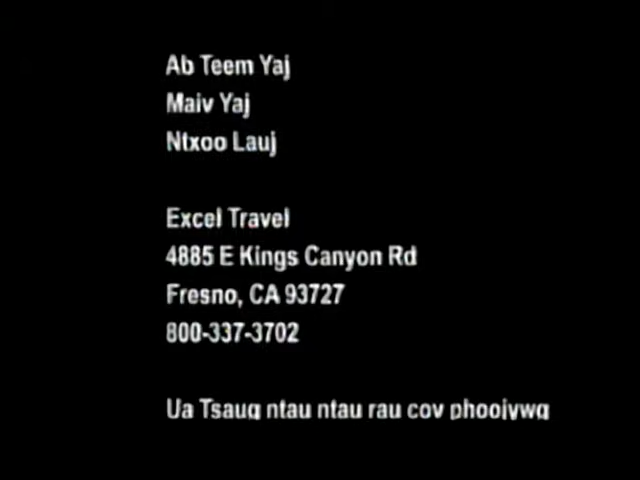 Ab Teem Yaj
Maiv Yaj
Ntxoo Lauj
Excel Travel
4885 E Kings Canyon Rd
Fresno, CA 93727
800-337-3702
Ua Tsaug ntau ntau rau cov phoojywg